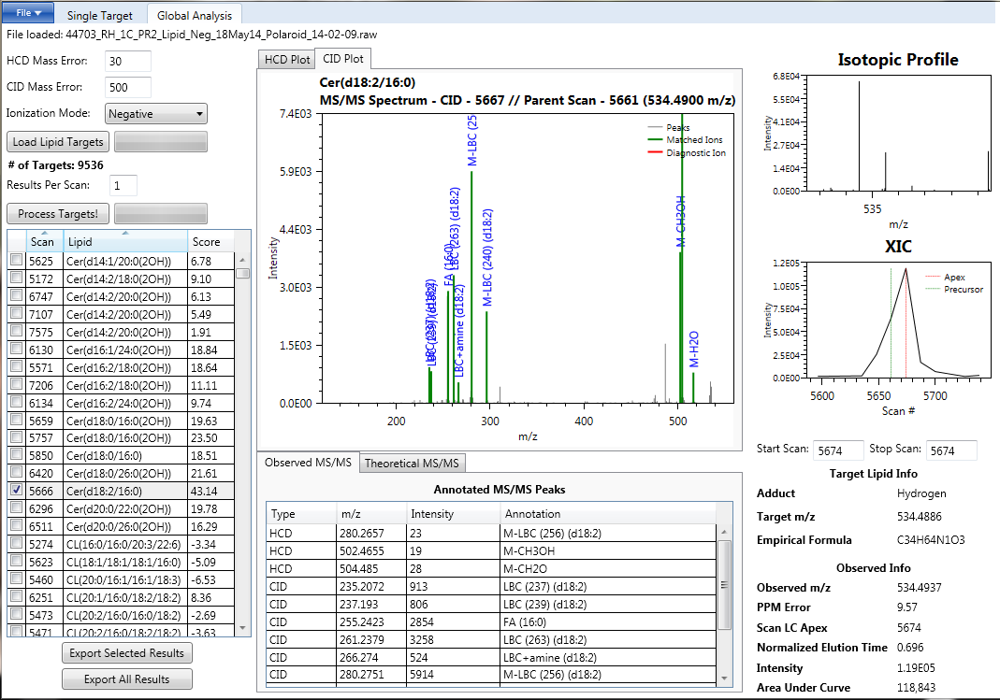 File Single Target Global Analysis
File loaded: 44703_RH_1C_PR2_Lipid_Neg_18May14_Polaroid_14-02-09.raw
HCD Mass Error: 30
CID Mass Error: 500
Ionization Mode: Negative
Load Lipid Targets
# of Targets: 9536
Results Per Scan: 1
Process Targets!
Scan Lipid Score
5625 Cer(d14:1/20:0(2OH)) 6.78
5172 Cer(d14:2/18:0(2OH)) 9.10
6747 Cer(d14:2/20:0(2OH)) 6.13
7107 Cer(d14:2/20:0(2OH)) 5.49
7575 Cer(d14:2/20:0(2OH)) 1.91
6130 Cer(d16:1/24:0(2OH)) 18.84
5571 Cer(d16:2/18:0(2OH)) 18.64
7206 Cer(d16:2/18:0(2OH)) 11.11
6134 Cer(d16:2/24:0(2OH)) 9.74
5659 Cer(d18:0/16:0(2OH)) 19.63
5757 Cer(d18:0/16:0(2OH)) 23.50
5850 Cer(d18:0/16:0) 18.51
6420 Cer(d18:0/26:0(2OH)) 21.61
5666 Cer(d18:2/16:0) 43.14
6296 Cer(d20:0/22:0(2OH)) 19.78
6511 Cer(d20:0/26:0(2OH)) 16.29
5274 CL(16:0/16:0/20:3/22:6) -3.34
5623 CL(18:1/18:1/18:1/16:0) -5.09
5460 CL(20:0/16:1/16:1/18:3) -6.53
6251 CL(20:1/16:0/18:2/18:2) 8.36
5473 CL(20:2/16:0/16:0/18:2) -2.69
5471 CL(20:2/16:0/18:2/18:2) -3.63
Export Selected Results
Export All Results
HCD Plot CID Plot
Cer(d18:2/16:0)
MS/MS Spectrum - CID - 5667 // Parent Scan - 5661 (534.4900 m/z)
7.4E03
5.9E03
4.4E03
3.0E03
1.5E03
0.0E00
Intensity
200 300 400 500
m/z
Peaks
Matched Ions
Diagnostic Ion
FA (16:0)
LBC (263) (d18:2)
LBC+amine (d18:2)
M-LBC (25
M-LBC (240) (d18:2)
M-CH3OH
M-H2O
Observed MS/MS Theoretical MS/MS
Annotated MS/MS Peaks
Type m/z Intensity Annotation
HCD 280.2657 23 M-LBC (256) (d18:2)
HCD 502.4655 19 M-CH3OH
HCD 504.485 28 M-CH2O
CID 235.2072 913 LBC (237) (d18:2)
CID 237.193 806 LBC (239) (d18:2)
CID 255.2423 2854 FA (16:0)
CID 261.2379 3258 LBC (263) (d18:2)
CID 266.274 524 LBC+amine (d18:2)
CID 280.2751 5914 M-LBC (256) (d18:2)
Isotopic Profile
6.8E04
5.5E04
4.1E04
2.7E04
1.4E04
0.0E00
Intensity
535
m/z
XIC
1.2E05
1.0E05
7.5E04
5.0E04
2.5E04
0.0E00
Intensity
Apex
Precursor
5600 5650 5700
Scan #
Start Scan: 5674 Stop Scan: 5674
Target Lipid Info
Adduct Hydrogen
Target m/z 534.4886
Empirical Formula C34H64N1O3
Observed Info
Observed m/z 534.4937
PPM Error 9.57
Scan LC Apex 5674
Normalized Elution Time 0.696
Intensity 1.19E05
Area Under Curve 118,843